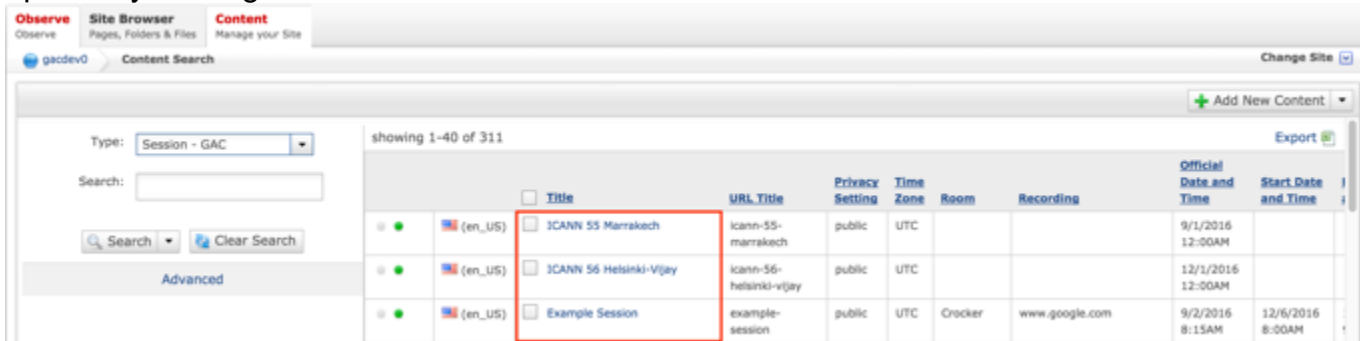 Observe Site Browser Content
Observe Pages, Folders & Files Manage your Site
gacdev0 Content Search Change Site
Add New Content
Type: Session - GAC
Search:
Search Clear Search
Advanced
showing 1-40 of 311 Export
Title URL Title Privacy Setting Time Zone Room Recording Official Date and Time Start Date and Time
(en_US) ICANN 55 Marrakech icann-55-marrakech public UTC 9/1/2016 12:00AM
(en_US) ICANN 56 Helsinki-Vijay icann-56-helsinki-vijay public UTC 12/1/2016 12:00AM
(en_US) Example Session example-session public UTC Crocker www.google.com 9/2/2016 8:15AM 12/6/2016 8:00AM